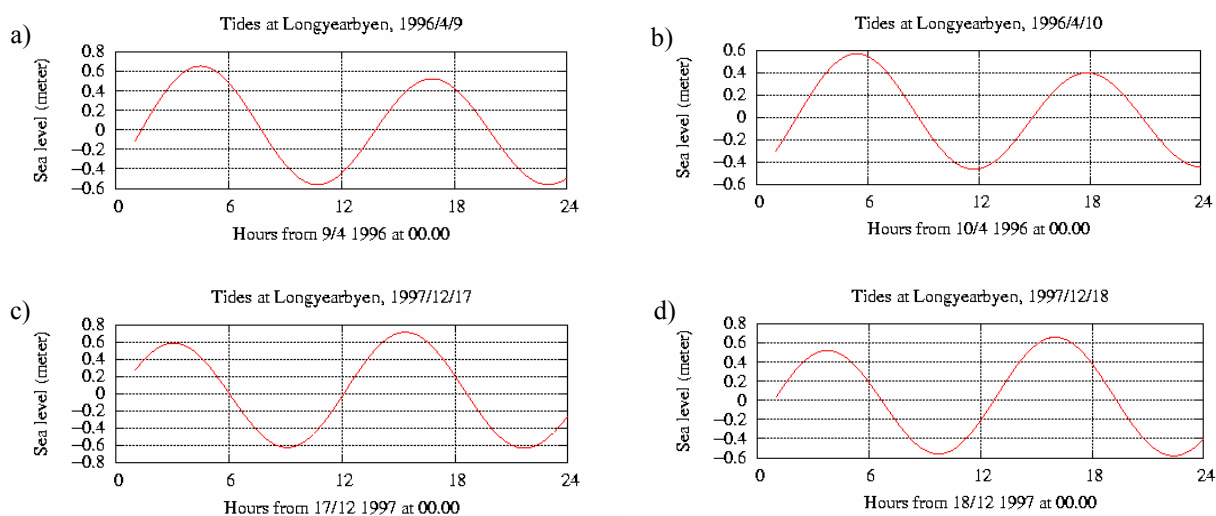 a)
Tides at Longyearbyen, 1996/4/9
Sea level (meter)
0.8
0.6
0.4
0.2
0
−0.2
−0.4
−0.6
0 6 12 18 24
Hours from 9/4 1996 at 00.00
b)
Tides at Longyearbyen, 1996/4/10
Sea level (meter)
0.6
0.4
0.2
0
−0.2
−0.4
−0.6
0 6 12 18 24
Hours from 10/4 1996 at 00.00
c)
Tides at Longyearbyen, 1997/12/17
Sea level (meter)
0.8
0.6
0.4
0.2
0
−0.2
−0.4
−0.6
−0.8
0 6 12 18 24
Hours from 17/12 1997 at 00.00
d)
Tides at Longyearbyen, 1997/12/18
Sea level (meter)
0.8
0.6
0.4
0.2
0
−0.2
−0.4
−0.6
0 6 12 18 24
Hours from 18/12 1997 at 00.00